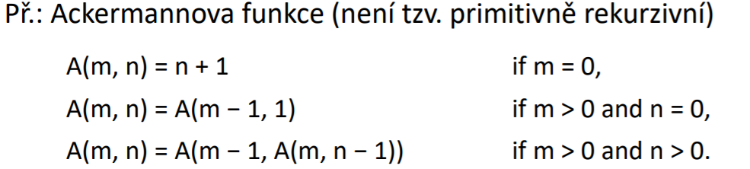 Př.: Ackermannova funkce (není tzv. primitivně rekurzivní)
A(m, n) = n + 1 if m = 0,
A(m, n) = A(m − 1, 1) if m > 0 and n = 0,
A(m, n) = A(m − 1, A(m, n − 1)) if m > 0 and n > 0.